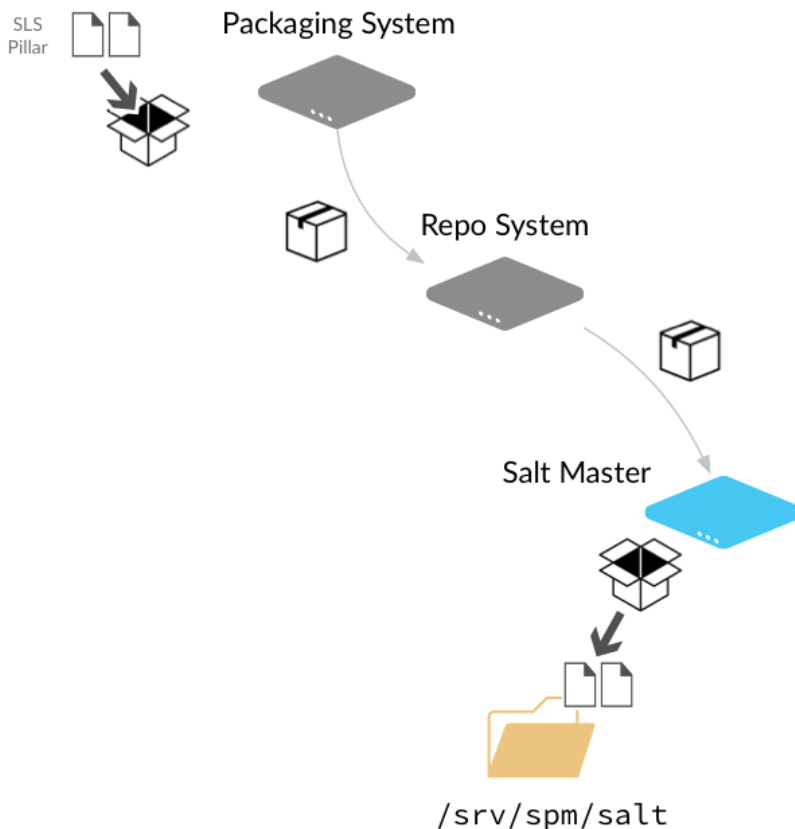 SLS
Pillar
Packaging System
Repo System
Salt Master
/srv/spm/salt